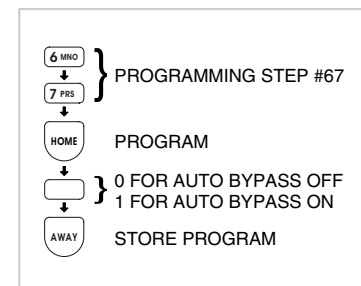 6 MNO
PROGRAMMING STEP #67
7 PRS
HOME PROGRAM
0 FOR AUTO BYPASS OFF
1 FOR AUTO BYPASS ON
AWAY STORE PROGRAM